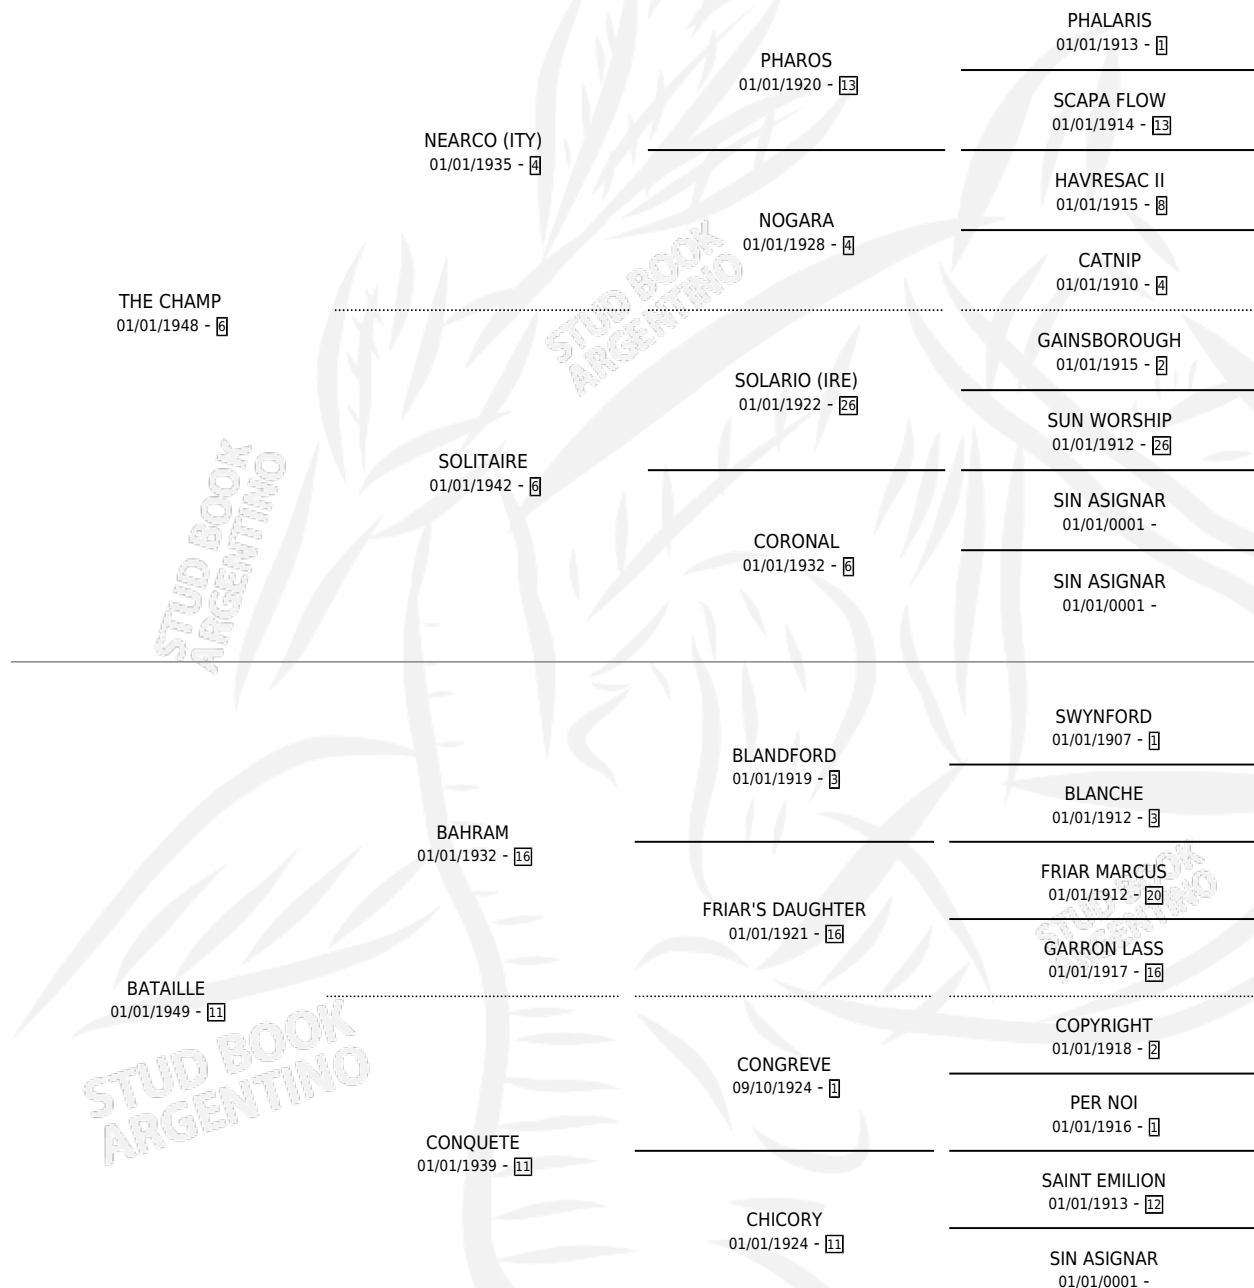 PHALARIS
01/01/1913 - 1
PHAROS
01/01/1920 - 13
SCAPA FLOW
01/01/1914 - 13
NEARCO (ITY)
01/01/1935 - 4
HAVRESAC II
01/01/1915 - 8
NOGARA
01/01/1928 - 4
CATNIP
01/01/1910 - 4
THE CHAMP
01/01/1948 - 6
STUD BOOK
ARGENTINO
GAINSBOROUGH
01/01/1915 - 2
SOLARIO (IRE)
01/01/1922 - 26
SUN WORSHIP
01/01/1912 - 26
SOLITAIRE
01/01/1942 - 6
SIN ASIGNAR
01/01/0001 -
CORONAL
01/01/1932 - 6
SIN ASIGNAR
01/01/0001 -
STUD BOOK
ARGENTINO
SWYNFORD
01/01/1907 - 1
BLANDFORD
01/01/1919 - 3
BLANCHE
01/01/1912 - 3
BAHRAM
01/01/1932 - 16
FRIAR MARCUS
01/01/1912 - 20
FRIAR'S DAUGHTER
01/01/1921 - 16
STUD BOOK
ARGENTINO
GARRON LASS
01/01/1917 - 16
BATAILLE
01/01/1949 - 11
STUD BOOK
ARGENTINO
COPYRIGHT
01/01/1918 - 2
CONGREVE
09/10/1924 - 1
PER NOI
01/01/1916 - 1
CONQUETE
01/01/1939 - 11
SAINT EMILION
01/01/1913 - 12
CHICORY
01/01/1924 - 11
SIN ASIGNAR
01/01/0001 -